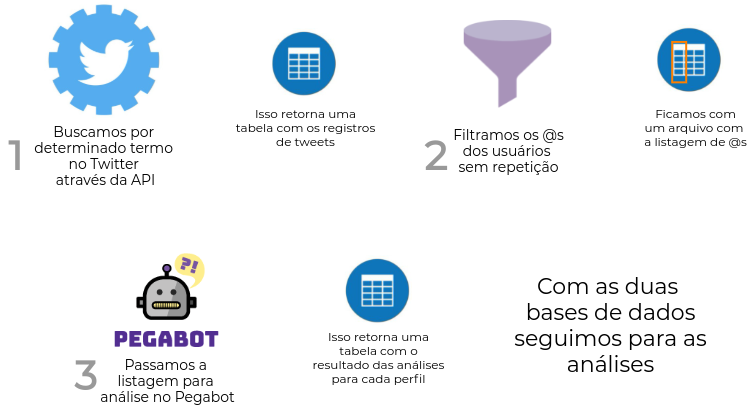 1
Buscamos por
determinado termo
no Twitter
através da API
Isso retorna uma
tabela com os registros
de tweets
2
Filtramos os @s
dos usuários
sem repetição
Ficamos com
um arquivo com
a listagem de @s
?!
PEGABOT
3
Passamos a
listagem para
análise no Pegabot
Isso retorna uma
tabela com o
resultado das análises
para cada perfil
Com as duas
bases de dados
seguimos para as
análises